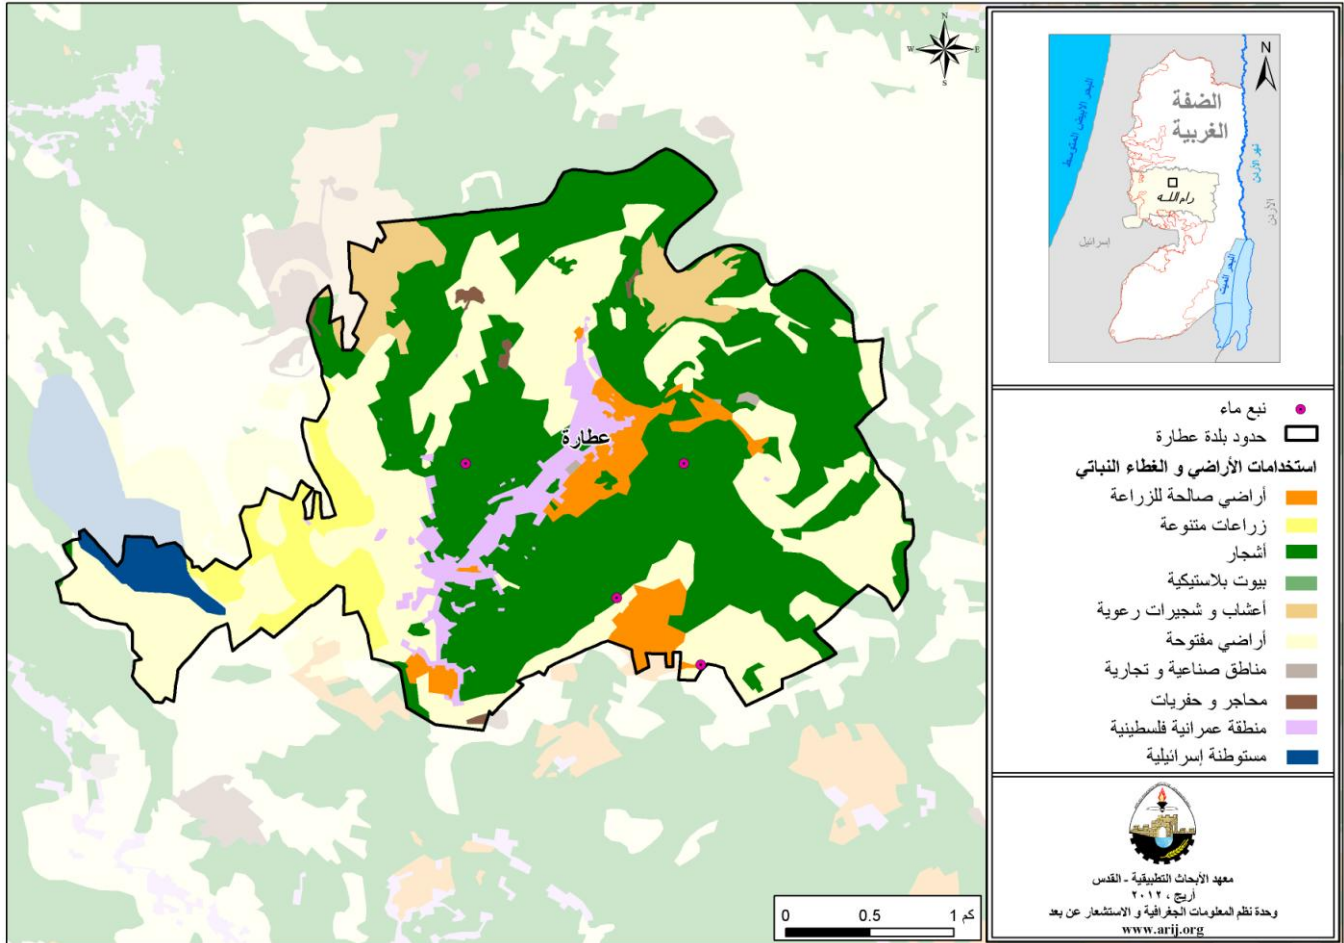 N
W
E
S
عطارة
0 0.5 1 كم
N
البحر الابيض المتوسط
الضفة
الغربية
نهر الأردن
رام الله
الأردن
إسرائيل
البحر الميت
نبع ماء
حدود بلدة عطارة
استخدامات الأراضي و الغطاء النباتي
أراضي صالحة للزراعة
زراعات متنوعة
أشجار
بيوت بلاستيكية
أعشاب و شجيرات رعوية
أراضي مفتوحة
مناطق صناعية و تجارية
محاجر و حفريات
منطقة عمرانية فلسطينية
مستوطنة إسرائيلية
معهد الأبحاث التطبيقية - القدس
أريج ، ٢٠١٢
وحدة نظم المعلومات الجغرافية و الاستشعار عن بعد
www.arij.org